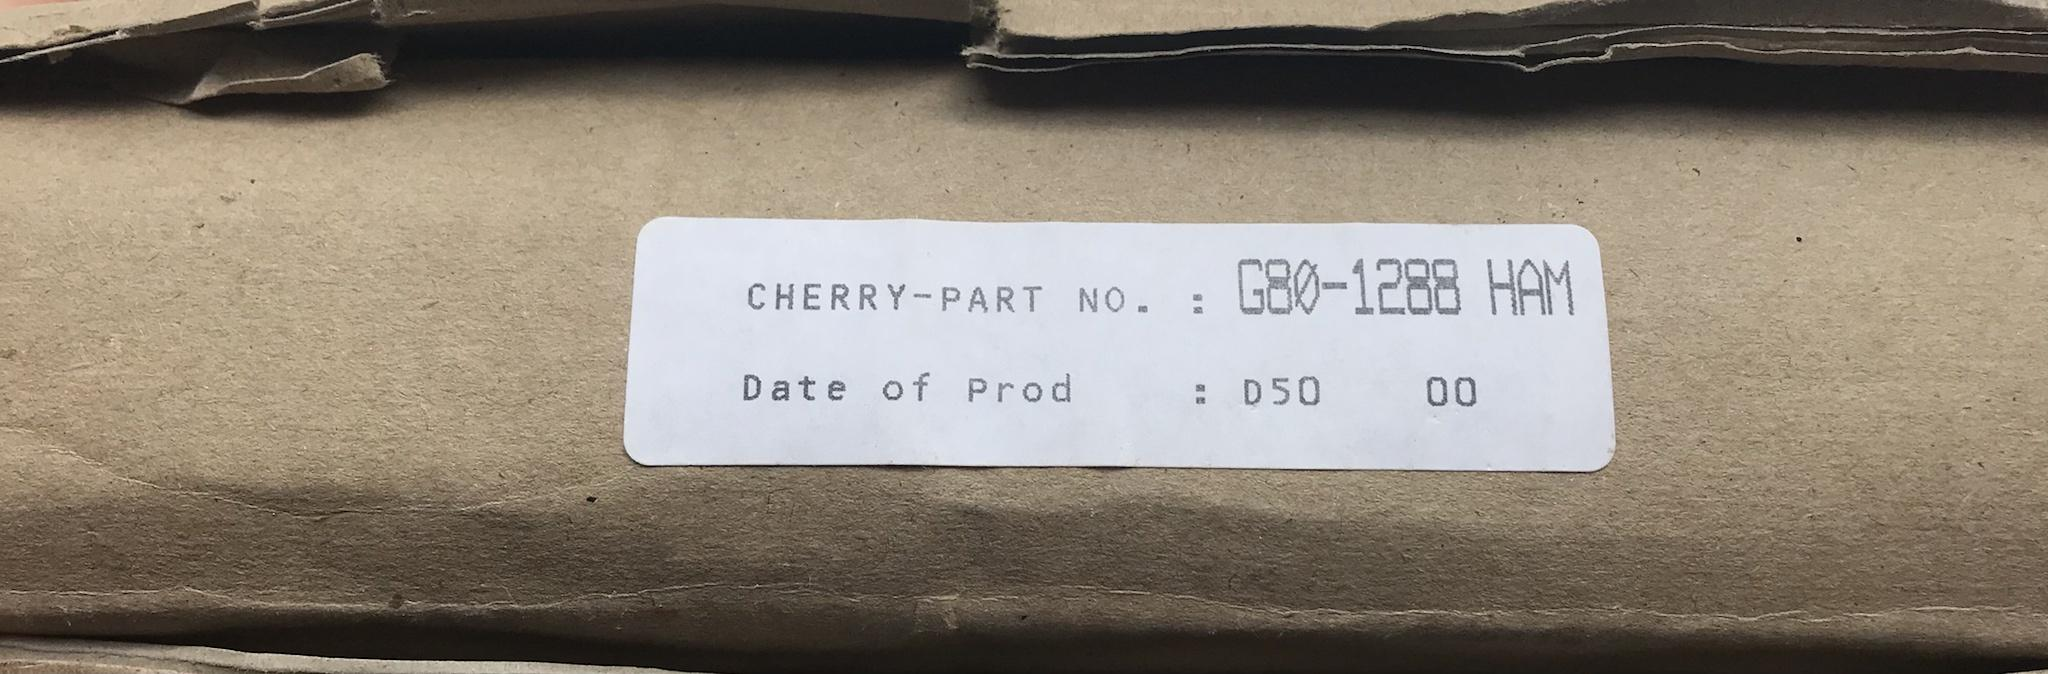 CHERRY-PART NO. : G80-1288 HAM
Date of Prod : D50 00